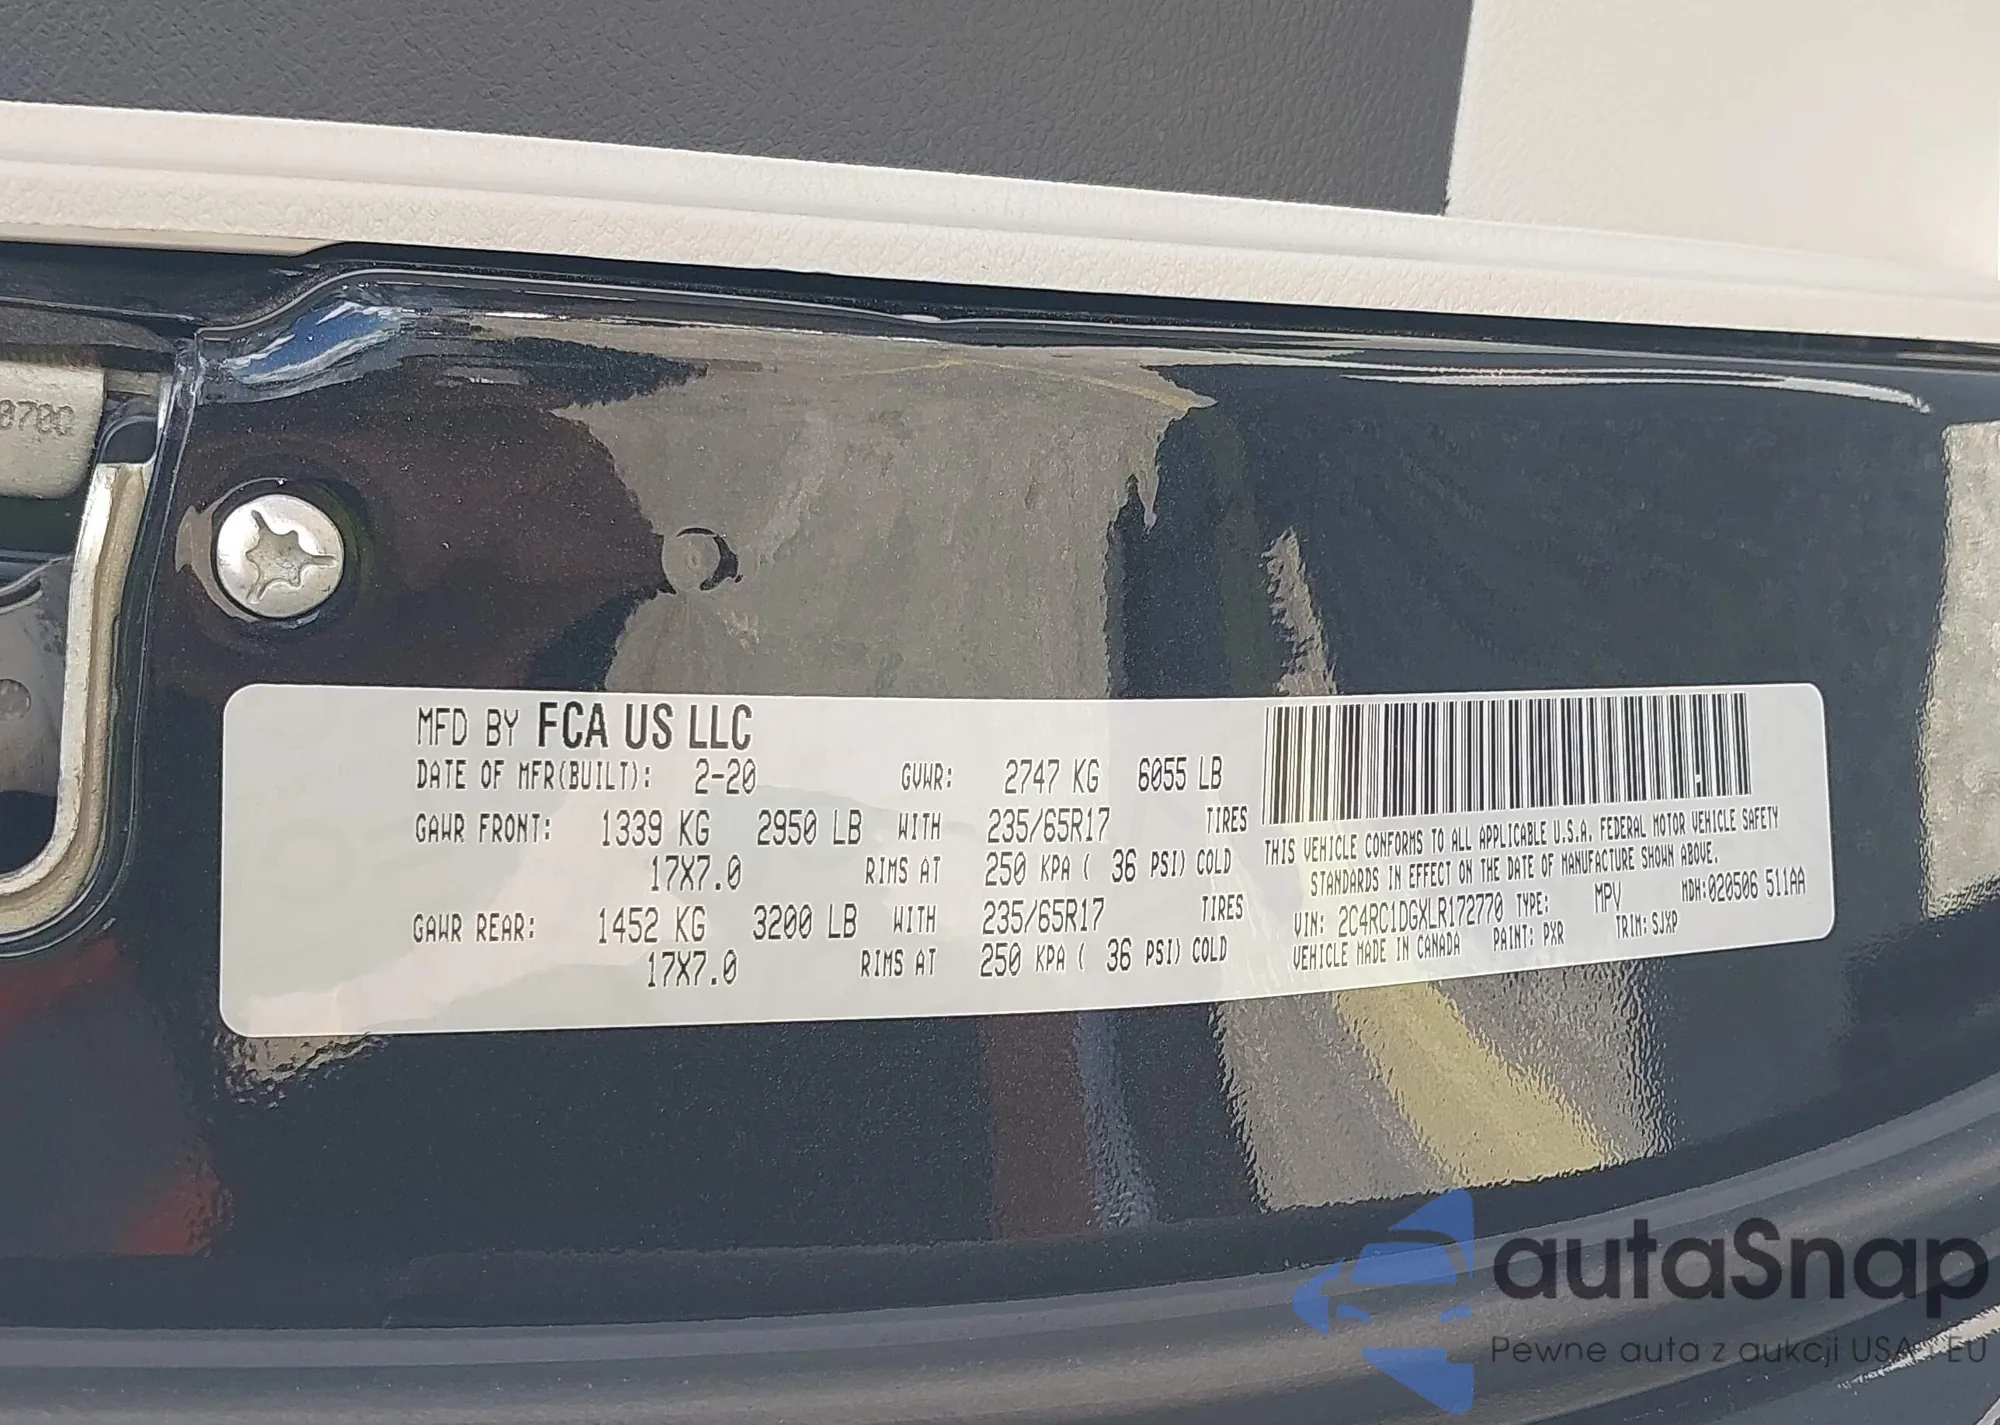 870Q
MFD BY FCA US LLC
DATE OF MFR(BUILT): 2-20 GVWR: 2747 KG 6055 LB
GAWR FRONT: 1339 KG 2950 LB WITH 235/65R17 TIRES
17X7.0 RIMS AT 250 KPA ( 36 PSI) COLD
GAWR REAR: 1452 KG 3200 LB WITH 235/65R17 TIRES
17X7.0 RIMS AT 250 KPA ( 36 PSI) COLD
THIS VEHICLE CONFORMS TO ALL APPLICABLE U.S.A. FEDERAL MOTOR VEHICLE SAFETY
STANDARDS IN EFFECT ON THE DATE OF MANUFACTURE SHOWN ABOVE.
MDH:020506 511AA
VIN: 2C4RC1DGXLR172770 TYPE: MPV
VEHICLE MADE IN CANADA PAINT: PXR TRIM: SJXP
autaSnap
Pewne auta z aukcji USA i EU